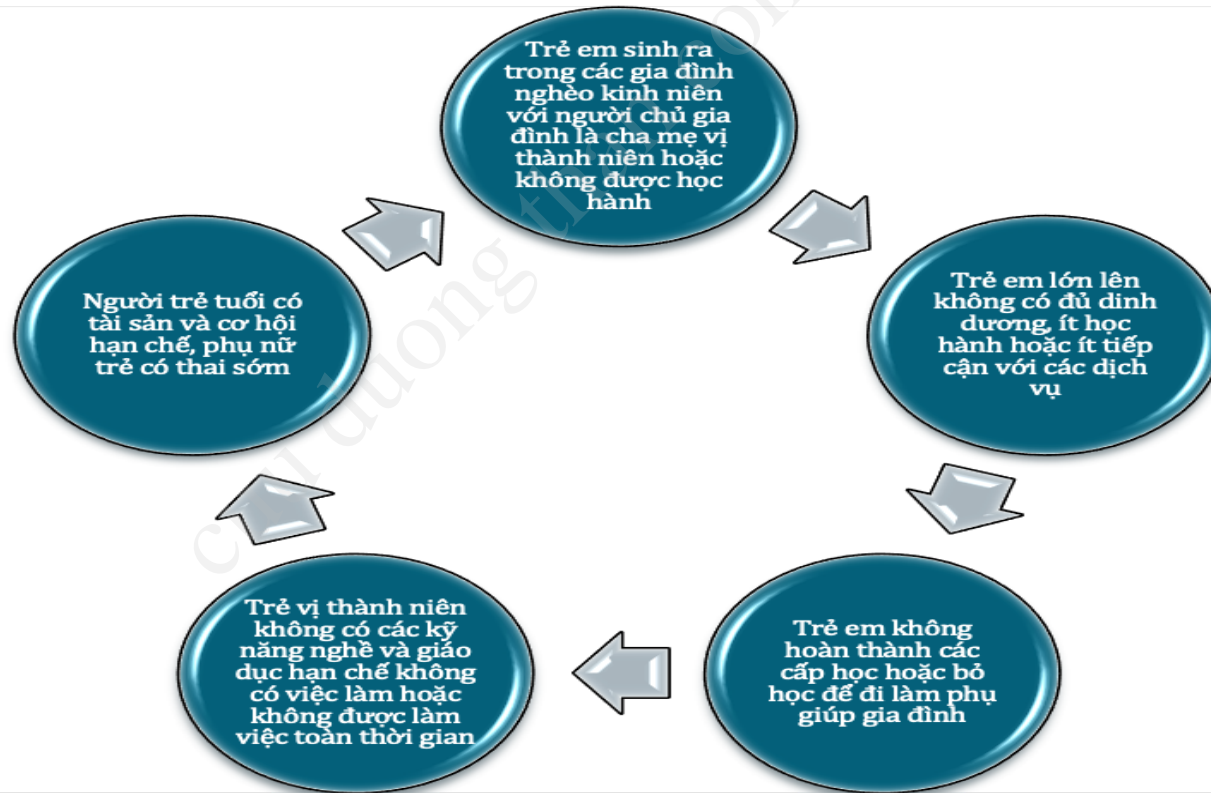 Trẻ em sinh ra
trong các gia đình
nghèo kinh niên
với người chủ gia
đình là cha mẹ vị
thành niên hoặc
không được học
hành
Trẻ em lớn lên
không có đủ dinh
dương, ít học
hành hoặc ít tiếp
cận với các dịch
vụ
Trẻ em không
hoàn thành các
cấp học hoặc bỏ
học để đi làm phụ
giúp gia đình
Trẻ vị thành niên
không có các kỹ
năng nghề và giáo
dục hạn chế không
có việc làm hoặc
không được làm
việc toàn thời gian
Người trẻ tuổi có
tài sản và cơ hội
hạn chế, phụ nữ
trẻ có thai sớm
cuu duong than con